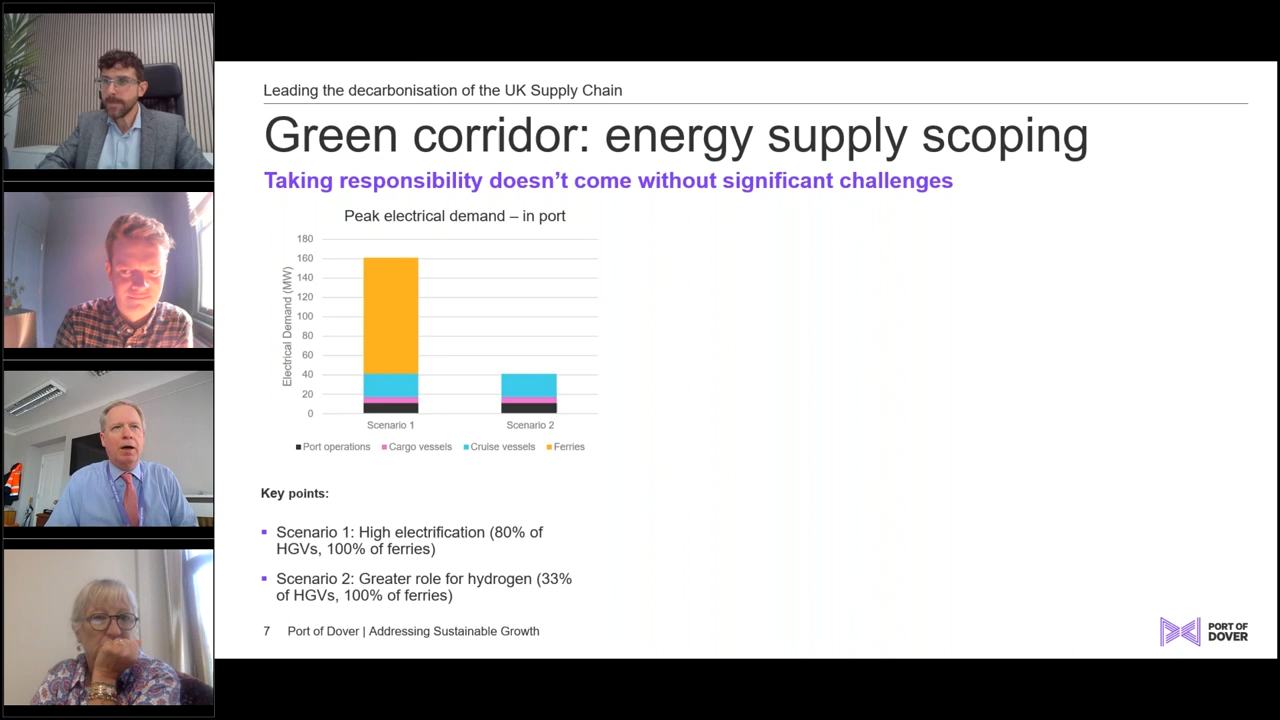 Leading the decarbonisation of the UK Supply Chain
Green corridor: energy supply scoping
Taking responsibility doesn’t come without significant challenges
Peak electrical demand – in port
Electrical Demand (MW)
180
160
140
120
100
80
60
40
20
0
Scenario 1
Scenario 2
Port operations
Cargo vessels
Cruise vessels
Ferries
Key points:
Scenario 1: High electrification (80% of
HGVs, 100% of ferries)
Scenario 2: Greater role for hydrogen (33%
of HGVs, 100% of ferries)
7 Port of Dover | Addressing Sustainable Growth
PORT OF
DOVER